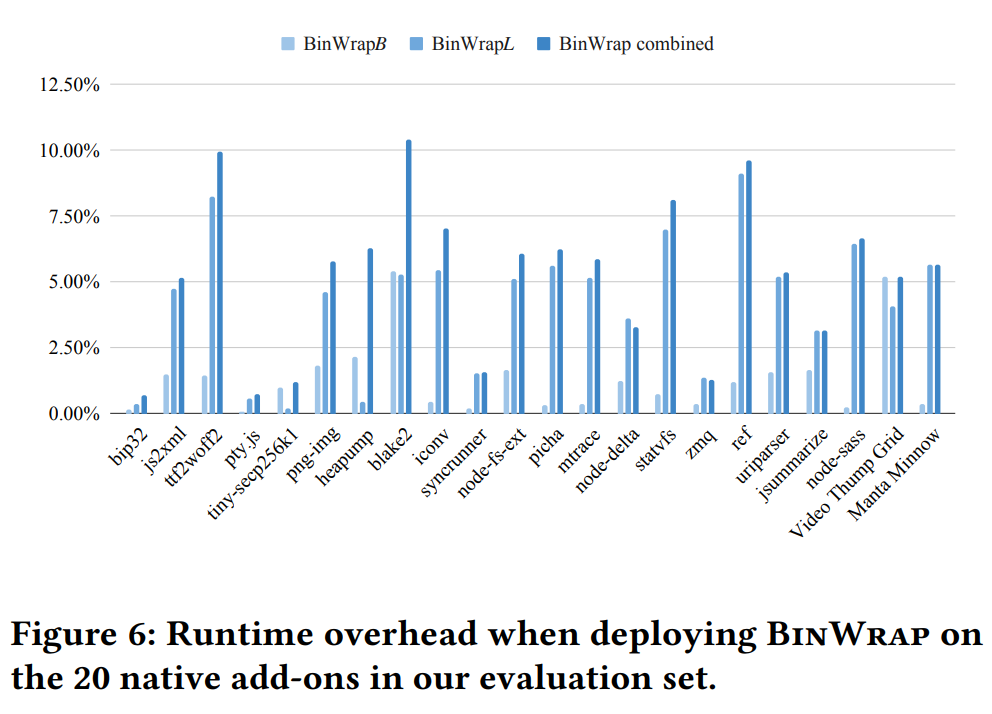 BinWrapB BinWrapL BinWrap combined
12.50%
10.00%
7.50%
5.00%
2.50%
0.00%
bip32
js2xml
ttf2woff2
pty.js
tiny-secp256k1
png-img
heapump
blake2
iconv
syncrunner
node-fs-ext
picha
mtrace
node-delta
statvfs
zmq
ref
uriparser
jsummarize
node-sass
Video Thump Grid
Manta Minnow
Figure 6: Runtime overhead when deploying BINWRAP on
the 20 native add-ons in our evaluation set.